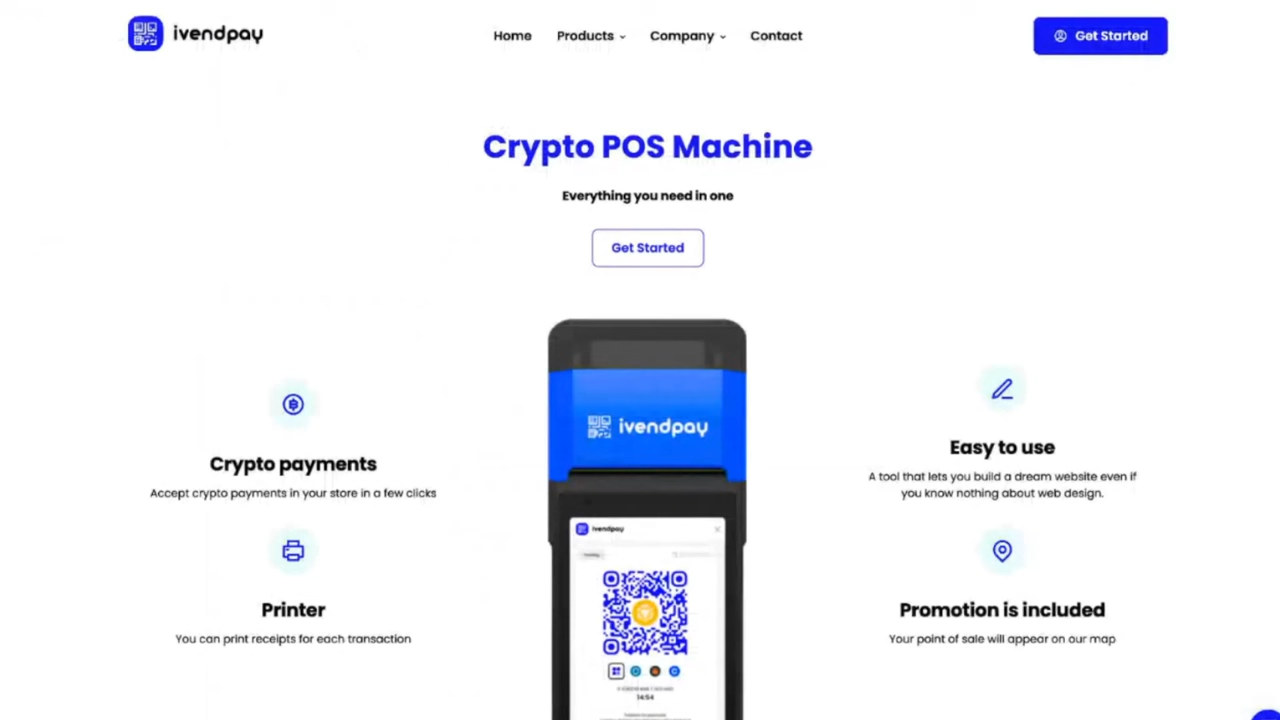 ivendpay
Home
Products
Company
Contact
Get Started
Crypto POS Machine
Everything you need in one
Get Started
ivendpay
Crypto payments
Accept crypto payments in your store in a few clicks
Easy to use
A tool that lets you build a dream website even if
you know nothing about web design.
ivendpay
Printer
You can print receipts for each transaction
Promotion is included
Your point of sale will appear on our map
14:54